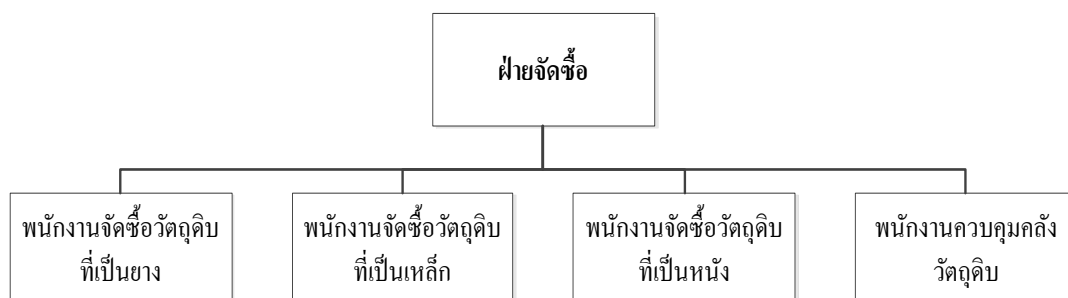 ฝ่ายจัดซื้อ
พนักงานจัดซื้อวัตถุดิบ
ที่เป็นยาง
พนักงานจัดซื้อวัตถุดิบ
ที่เป็นเหล็ก
พนักงานจัดซื้อวัตถุดิบ
ที่เป็นหนัง
พนักงานควบคุมคลัง
วัตถุดิบ